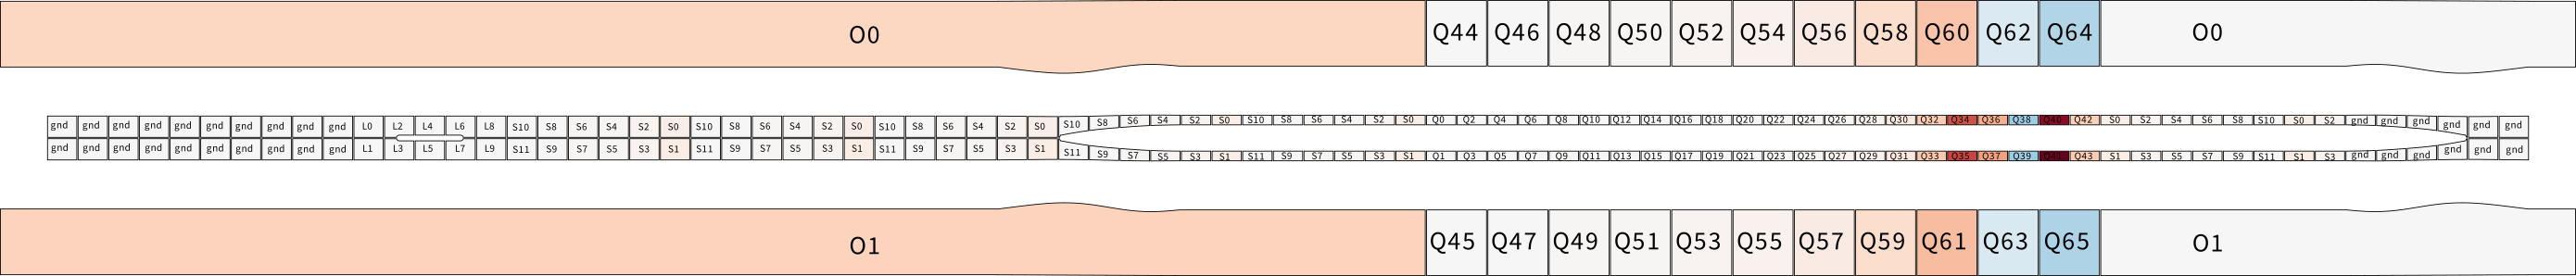 O0 Q44 Q46 Q48 Q50 Q52 Q54 Q56 Q58 Q60 Q62 Q64 O0
gnd gnd gnd gnd gnd gnd gnd gnd gnd gnd L0 L2 L4 L6 L8 S10 S8 S6 S4 S2 S0 S10 S8 S6 S4 S2 S0 S10 S8 S6 S4 S2 S0 S10 S8 S6 S4 S2 S0 S10 S8 S6 S4 S2 S0 Q0 Q2 Q4 Q6 Q8 Q10 Q12 Q14 Q16 Q18 Q20 Q22 Q24 Q26 Q28 Q30 Q32 Q34 Q36 Q38 Q40 Q42 S0 S2 S4 S6 S8 S10 S0 S2 gnd gnd gnd gnd gnd gnd
gnd gnd gnd gnd gnd gnd gnd gnd gnd gnd L1 L3 L5 L7 L9 S11 S9 S7 S5 S3 S1 S11 S9 S7 S5 S3 S1 S11 S9 S7 S5 S3 S1 S11 S9 S7 S5 S3 S1 S11 S9 S7 S5 S3 S1 Q1 Q3 Q5 Q7 Q9 Q11 Q13 Q15 Q17 Q19 Q21 Q23 Q25 Q27 Q29 Q31 Q33 Q35 Q37 Q39 Q41 Q43 S1 S3 S5 S7 S9 S11 S1 S3 gnd gnd gnd gnd gnd gnd
O1 Q45 Q47 Q49 Q51 Q53 Q55 Q57 Q59 Q61 Q63 Q65 O1